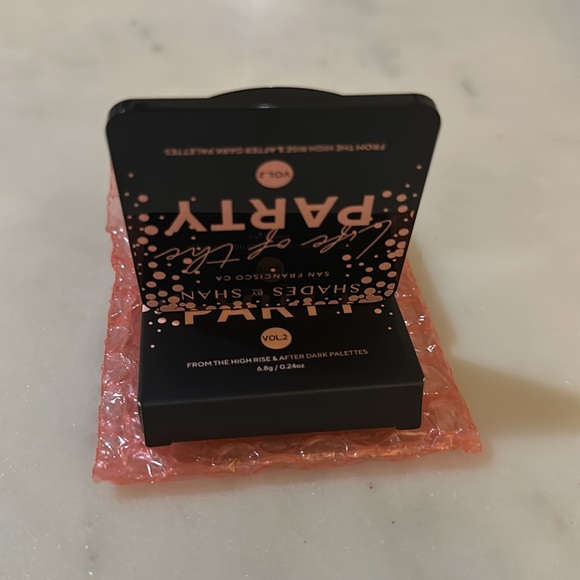 SHADES BY SHAN
SAN FRANCISCO CA
Life of the
PARTY
VOL.2
FROM THE HIGH RISE & AFTER DARK PALETTES
PARTY
VOL.2
FROM THE HIGH RISE & AFTER DARK PALETTES
6.8g / 0.24oz